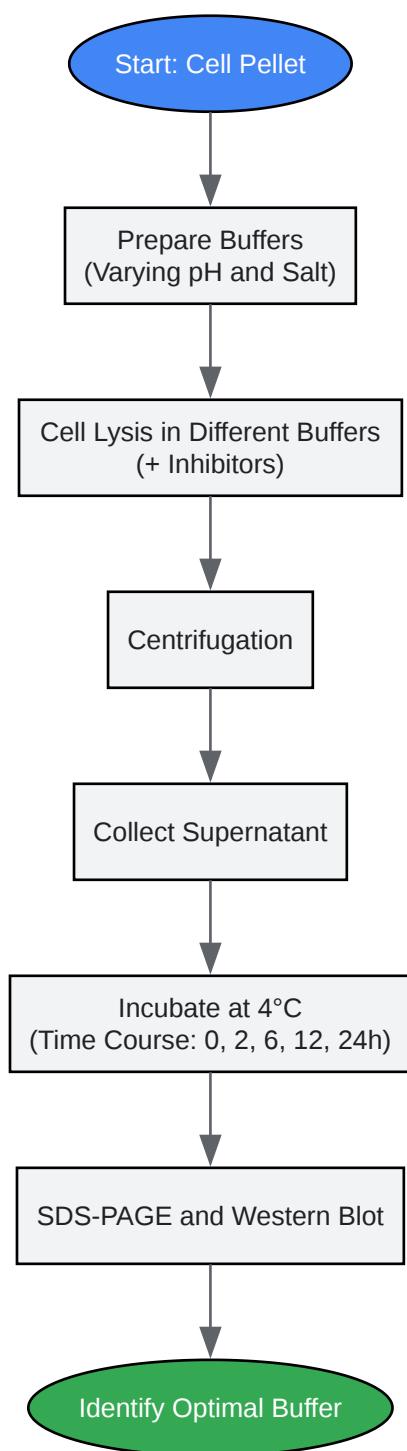 Start: Cell Pellet
Prepare Buffers
(Varying pH and Salt)
Cell Lysis in Different Buffers
(+ Inhibitors)
Centrifugation
Collect Supernatant
Incubate at 4°C
(Time Course: 0, 2, 6, 12, 24h)
SDS-PAGE and Western Blot
Identify Optimal Buffer